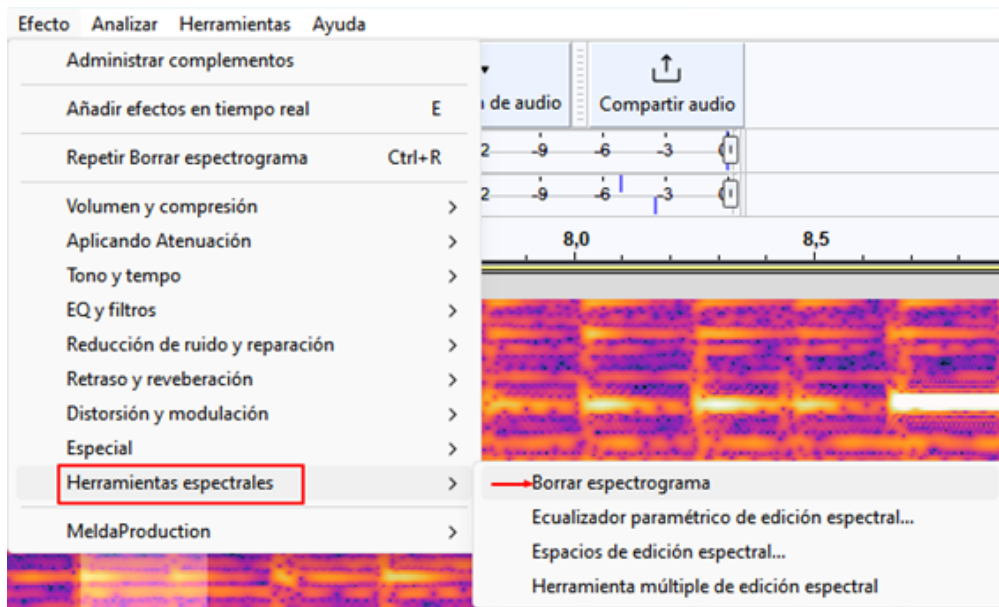 Efecto Analizar Herramientas Ayuda
Administrar complementos
Añadir efectos en tiempo real E
Repetir Borrar espectrograma Ctrl+R
Volumen y compresión
Aplicando Atenuación
Tono y tempo
EQ y filtros
Reducción de ruido y reparación
Retraso y reveberación
Distorsión y modulación
Especial
Herramientas espectrales
MeldaProduction
de audio Compartir audio
2 -9 -6 -3
2 -9 -6 -3
8,0 8,5
Borrar espectrograma
Ecualizador paramétrico de edición espectral...
Espacios de edición espectral...
Herramienta múltiple de edición espectral